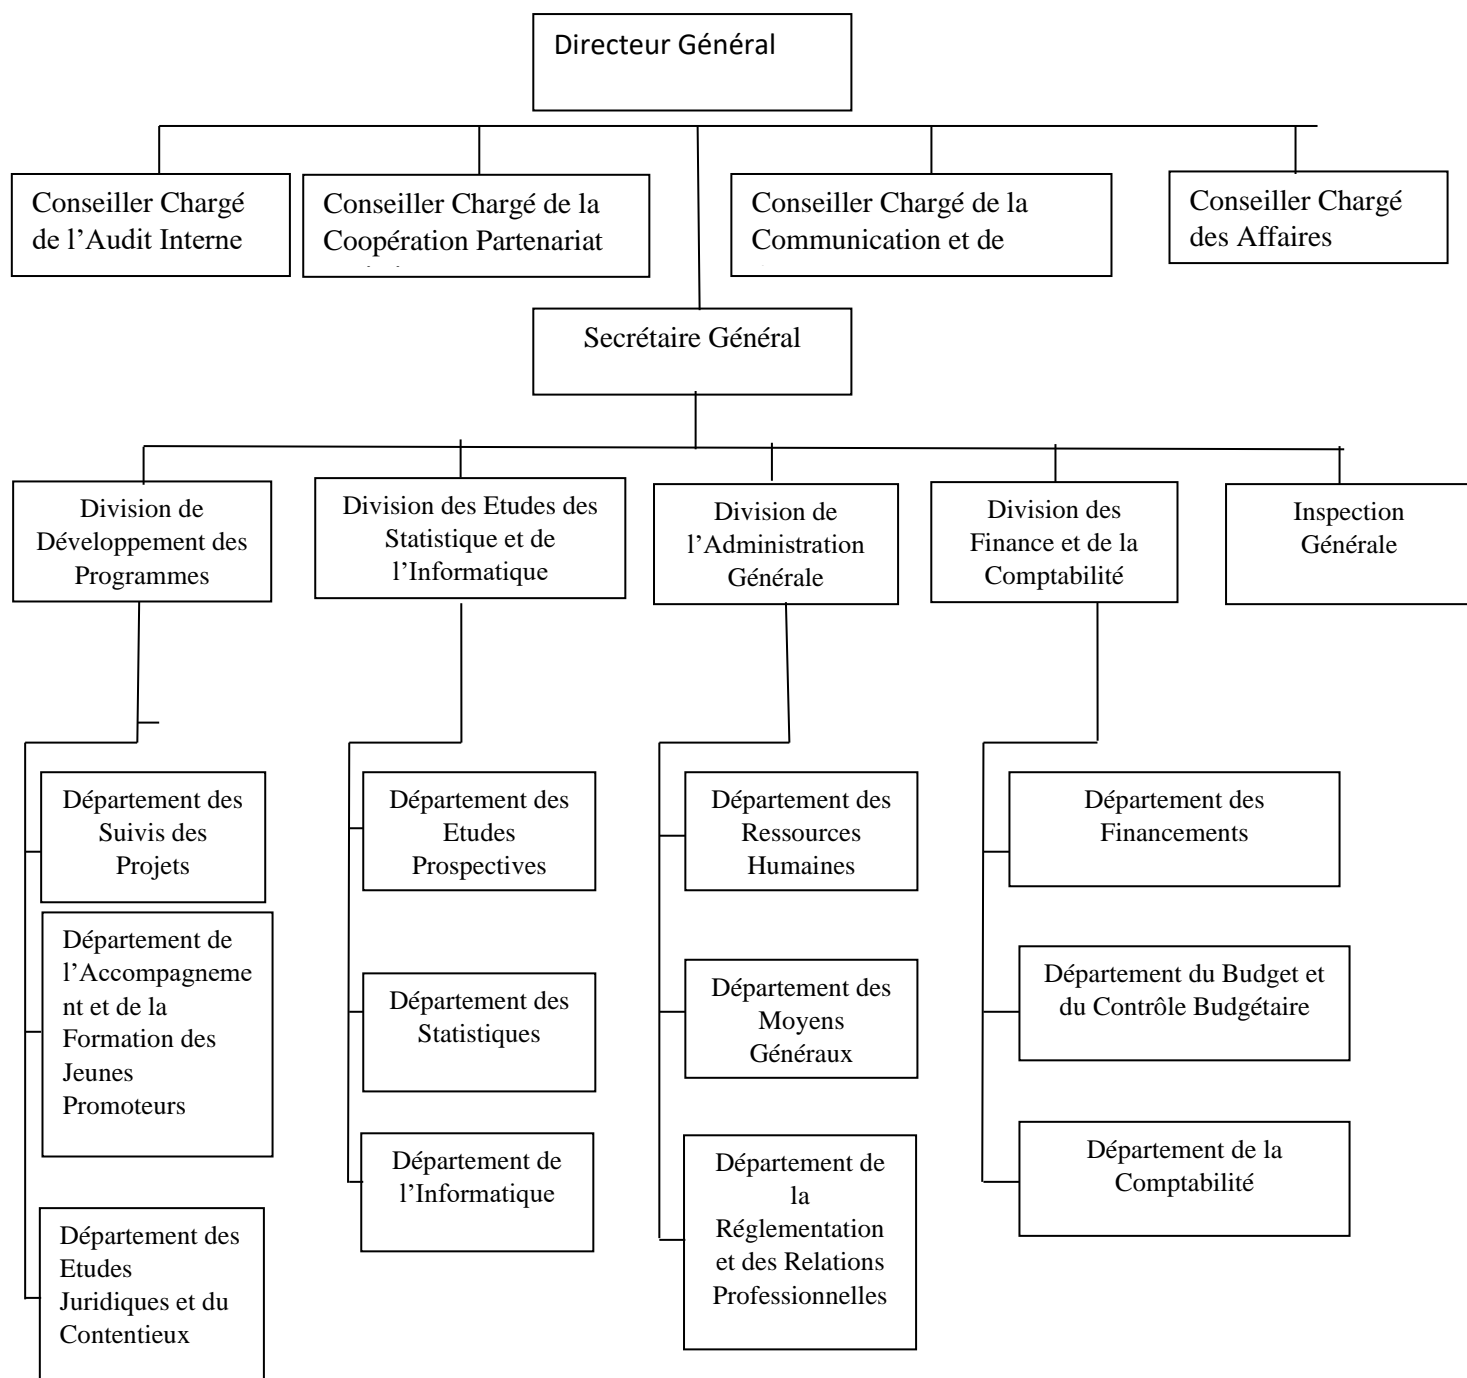 Directeur Général
Conseiller Chargé
de l’Audit Interne
Conseiller Chargé de la
Coopération Partenariat
Conseiller Chargé de la
Communication et de
Conseiller Chargé
des Affaires
Secrétaire Général
Division de
Développement des
Programmes
Division des Etudes des
Statistique et de
l’Informatique
Division de
l’Administration
Générale
Division des
Finance et de la
Comptabilité
Inspection
Générale
Département des
Suivis des
Projets
Département de
l’Accompagneme
nt et de la
Formation des
Jeunes
Promoteurs
Département des
Etudes
Juridiques et du
Contentieux
Département des
Etudes
Prospectives
Département des
Statistiques
Département de
l’Informatique
Département des
Ressources
Humaines
Département des
Moyens
Généraux
Département de
la
Réglementation
et des Relations
Professionnelles
Département des
Financements
Département du Budget et
du Contrôle Budgétaire
Département de la
Comptabilité